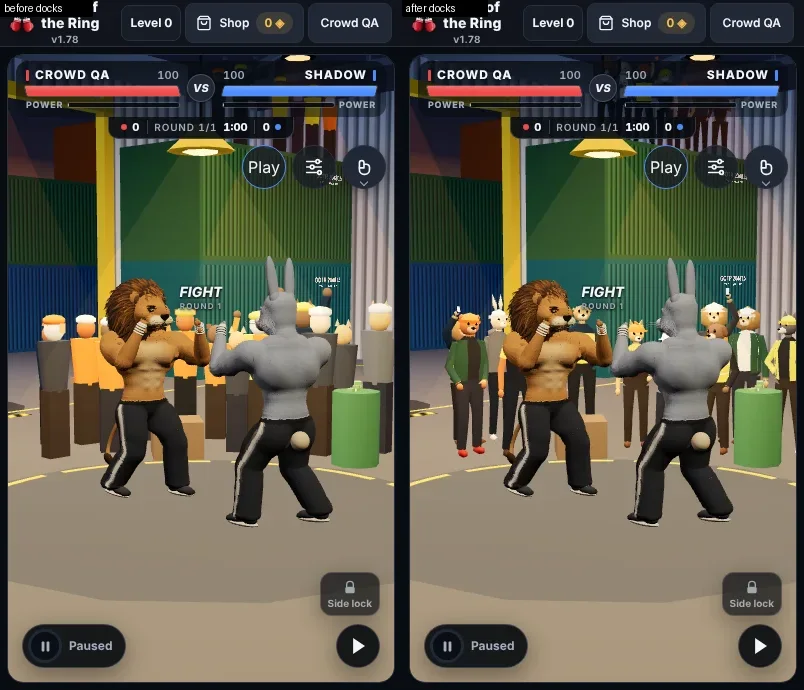 before docks
f
the Ring
v1.78
Level 0
Shop
0
Crowd QA
CROWD QA
100
VS
100
SHADOW
POWER
POWER
0
ROUND 1/1
1:00
0
Play
FIGHT
ROUND 1
Side lock
Paused
after docks
of
the Ring
v1.78
Level 0
Shop
0
Crowd QA
CROWD QA
100
VS
100
SHADOW
POWER
POWER
0
ROUND 1/1
1:00
0
Play
FIGHT
ROUND 1
Side lock
Paused